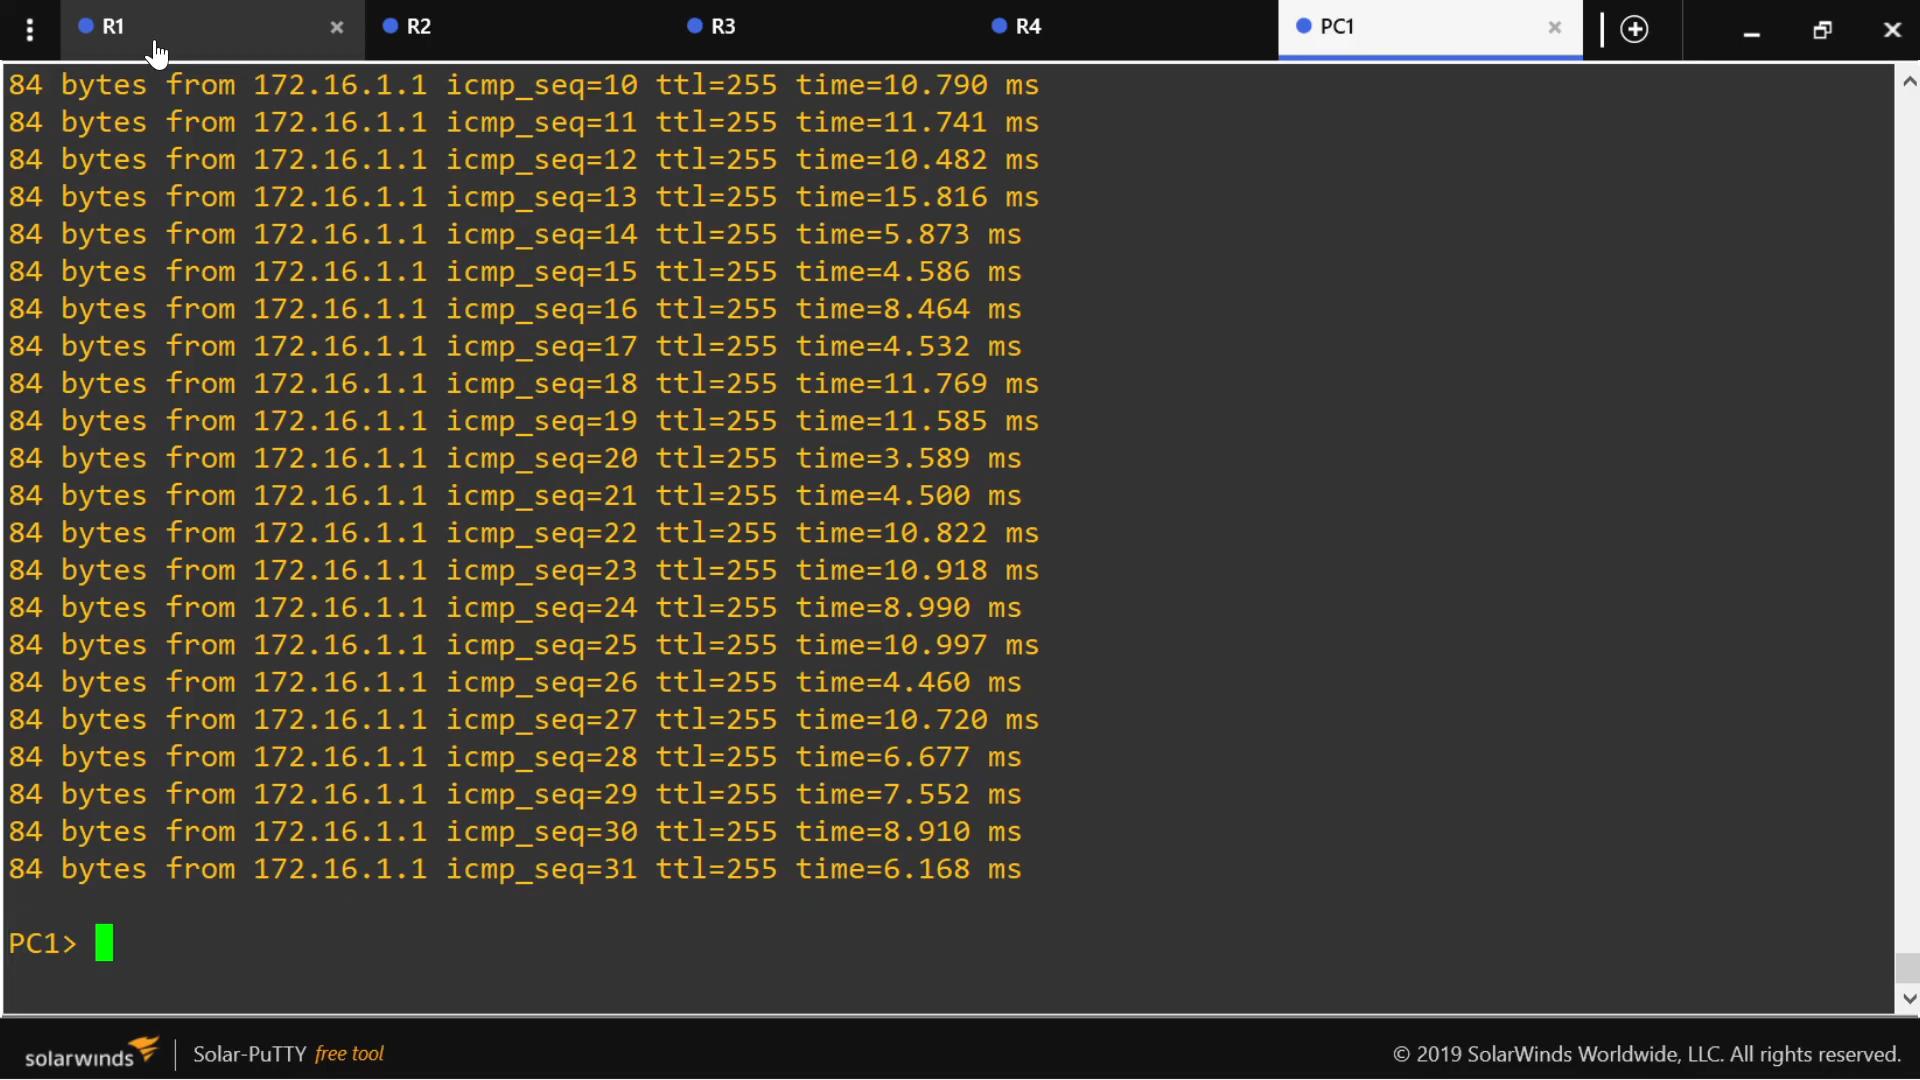 R1 × R2 R3 R4 PC1 ×
84 bytes from 172.16.1.1 icmp_seq=10 ttl=255 time=10.790 ms
84 bytes from 172.16.1.1 icmp_seq=11 ttl=255 time=11.741 ms
84 bytes from 172.16.1.1 icmp_seq=12 ttl=255 time=10.482 ms
84 bytes from 172.16.1.1 icmp_seq=13 ttl=255 time=15.816 ms
84 bytes from 172.16.1.1 icmp_seq=14 ttl=255 time=5.873 ms
84 bytes from 172.16.1.1 icmp_seq=15 ttl=255 time=4.586 ms
84 bytes from 172.16.1.1 icmp_seq=16 ttl=255 time=8.464 ms
84 bytes from 172.16.1.1 icmp_seq=17 ttl=255 time=4.532 ms
84 bytes from 172.16.1.1 icmp_seq=18 ttl=255 time=11.769 ms
84 bytes from 172.16.1.1 icmp_seq=19 ttl=255 time=11.585 ms
84 bytes from 172.16.1.1 icmp_seq=20 ttl=255 time=3.589 ms
84 bytes from 172.16.1.1 icmp_seq=21 ttl=255 time=4.500 ms
84 bytes from 172.16.1.1 icmp_seq=22 ttl=255 time=10.822 ms
84 bytes from 172.16.1.1 icmp_seq=23 ttl=255 time=10.918 ms
84 bytes from 172.16.1.1 icmp_seq=24 ttl=255 time=8.990 ms
84 bytes from 172.16.1.1 icmp_seq=25 ttl=255 time=10.997 ms
84 bytes from 172.16.1.1 icmp_seq=26 ttl=255 time=4.460 ms
84 bytes from 172.16.1.1 icmp_seq=27 ttl=255 time=10.720 ms
84 bytes from 172.16.1.1 icmp_seq=28 ttl=255 time=6.677 ms
84 bytes from 172.16.1.1 icmp_seq=29 ttl=255 time=7.552 ms
84 bytes from 172.16.1.1 icmp_seq=30 ttl=255 time=8.910 ms
84 bytes from 172.16.1.1 icmp_seq=31 ttl=255 time=6.168 ms
PC1>
solarwinds Solar-PuTTY free tool © 2019 SolarWinds Worldwide, LLC. All rights reserved.